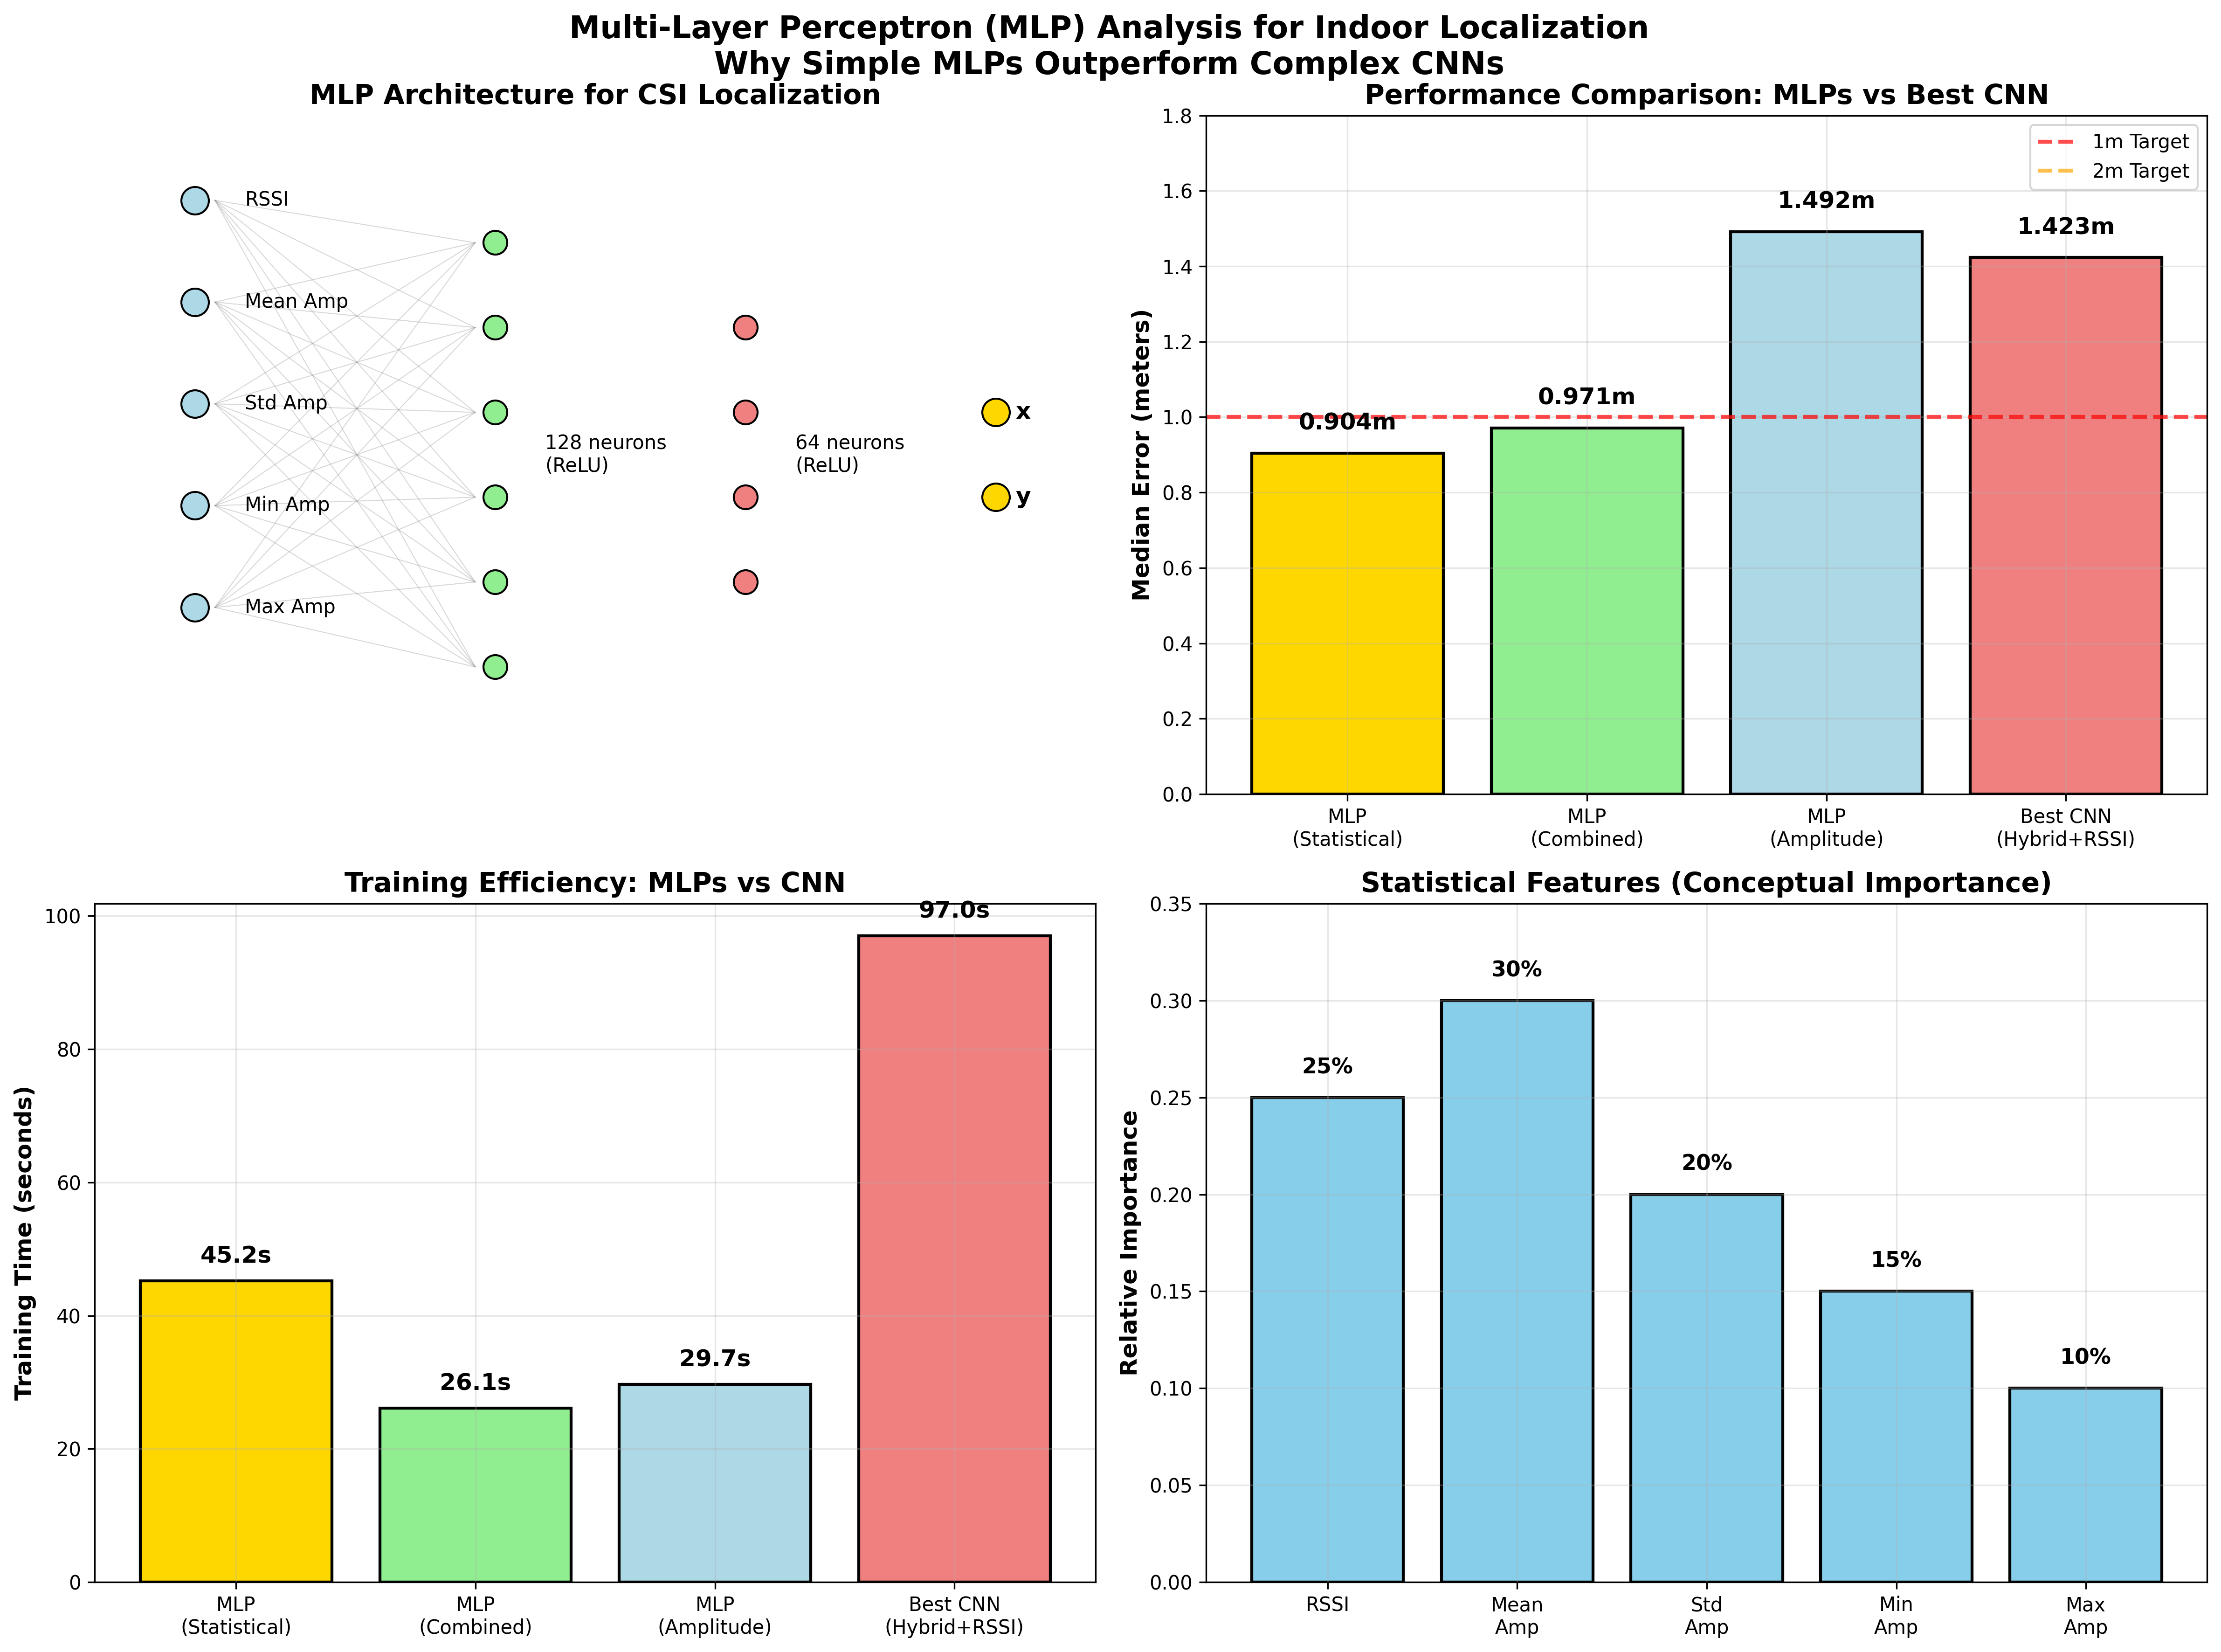 Multi-Layer Perceptron (MLP) Analysis for Indoor Localization
Why Simple MLPs Outperform Complex CNNs
MLP Architecture for CSI Localization
RSSI
Mean Amp
Std Amp
Min Amp
Max Amp
128 neurons
(ReLU)
64 neurons
(ReLU)
x
y
Performance Comparison: MLPs vs Best CNN
Median Error (meters)
1.8
1.6
1.4
1.2
1.0
0.8
0.6
0.4
0.2
0.0
1m Target
2m Target
0.904m
0.971m
1.492m
1.423m
MLP
(Statistical)
MLP
(Combined)
MLP
(Amplitude)
Best CNN
(Hybrid+RSSI)
Training Efficiency: MLPs vs CNN
Training Time (seconds)
100
80
60
40
20
0
45.2s
26.1s
29.7s
97.0s
MLP
(Statistical)
MLP
(Combined)
MLP
(Amplitude)
Best CNN
(Hybrid+RSSI)
Statistical Features (Conceptual Importance)
Relative Importance
0.35
0.30
0.25
0.20
0.15
0.10
0.05
0.00
25%
30%
20%
15%
10%
RSSI
Mean
Amp
Std
Amp
Min
Amp
Max
Amp